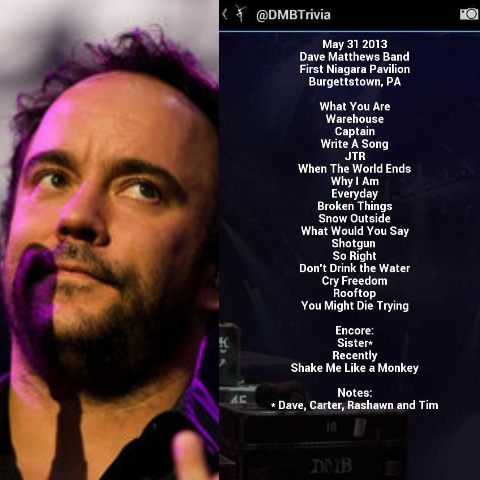 @DMBTrivia
May 31 2013
Dave Matthews Band
First Niagara Pavilion
Burgettstown, PA
What You Are
Warehouse
Captain
Write A Song
JTR
When The World Ends
Why I Am
Everyday
Broken Things
Snow Outside
What Would You Say
Shotgun
So Right
Don't Drink the Water
Cry Freedom
Rooftop
You Might Die Trying
Encore:
Sister*
Recently
Shake Me Like a Monkey
Notes:
* Dave, Carter, Rashawn and Tim
18
DMB